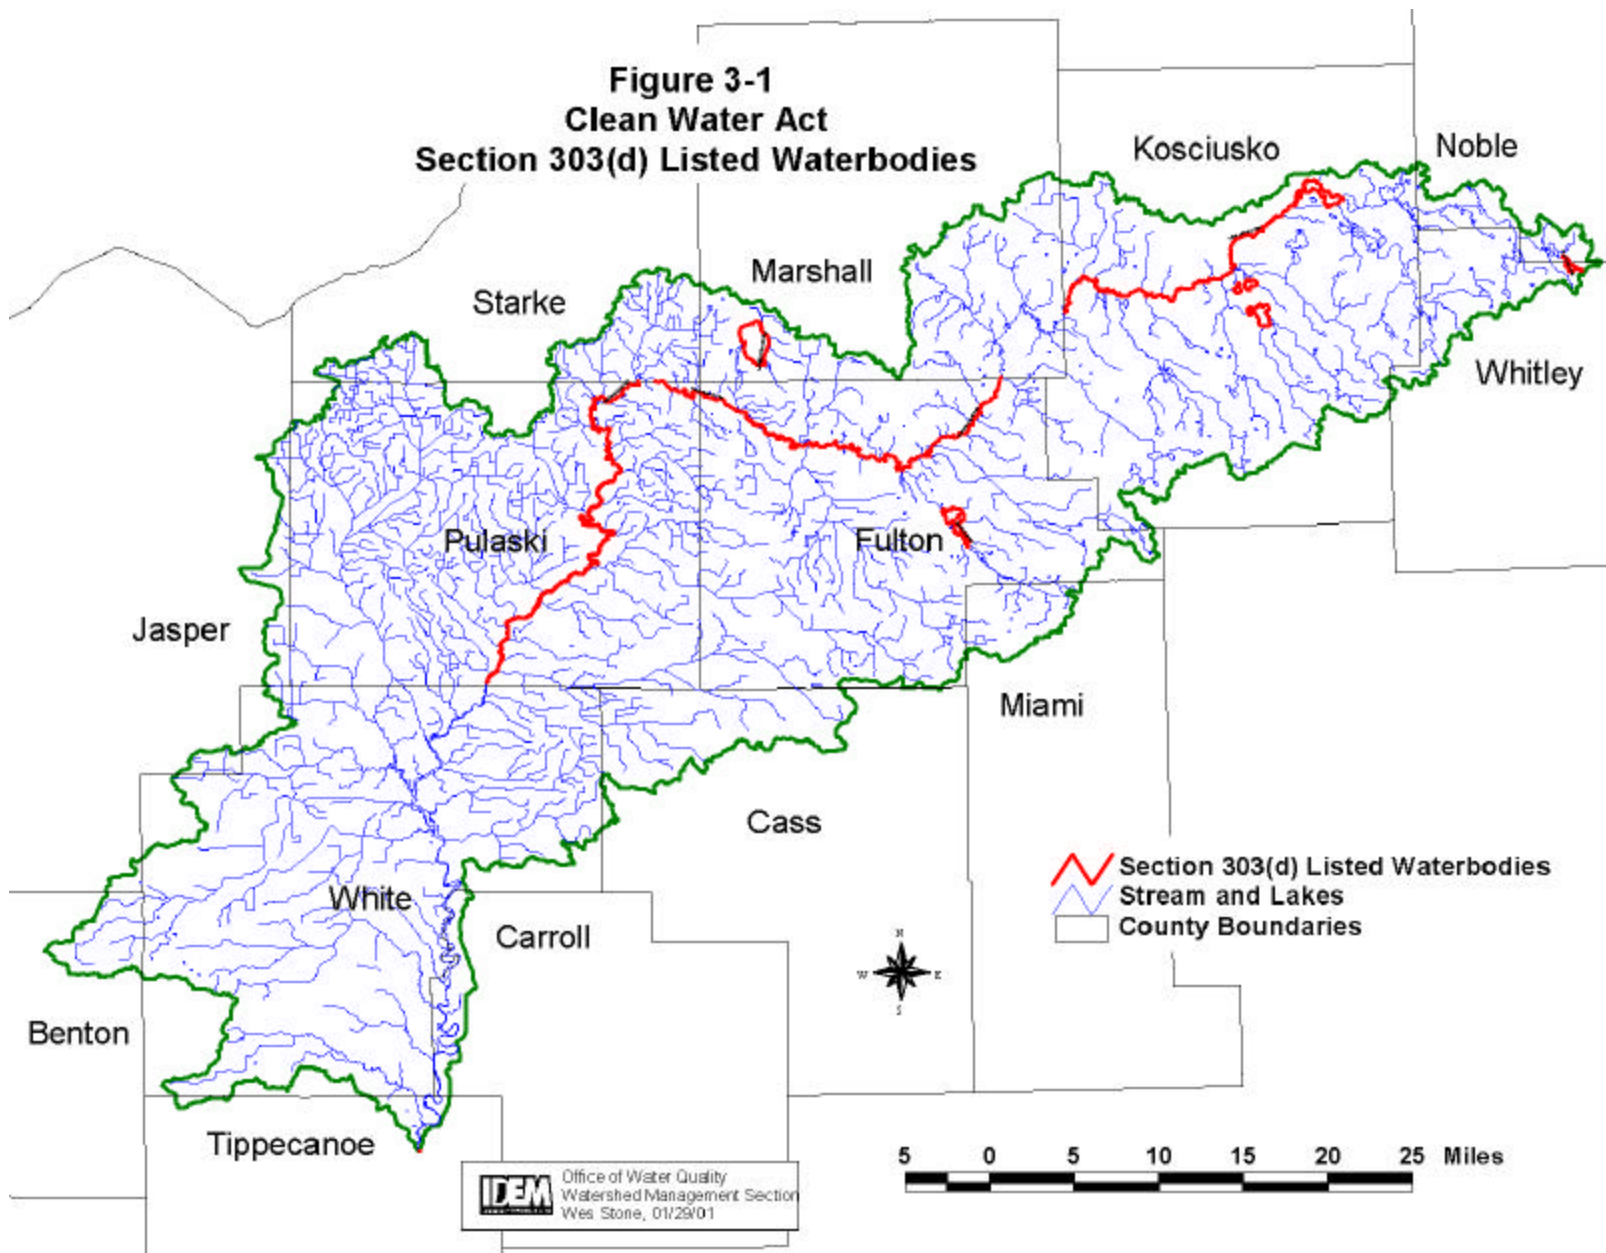 Figure 3-1
Clean Water Act
Section 303(d) Listed Waterbodies
Kosciusko
Noble
Marshall
Starke
Whitley
Pulaski
Fulton
Jasper
Miami
Cass
White
Carroll
Benton
Tippecanoe
Section 303(d) Listed Waterbodies
Stream and Lakes
County Boundaries
N
W E
S
5 0 5 10 15 20 25 Miles
IDEM
Office of Water Quality
Watershed Management Section
Wes Stone, 01/29/01